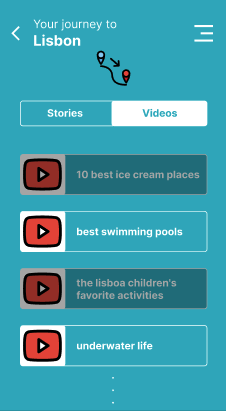 Your journey to
Lisbon
Stories
Videos
10 best ice cream places
best swimming pools
the lisboa children's
favorite activities
underwater life